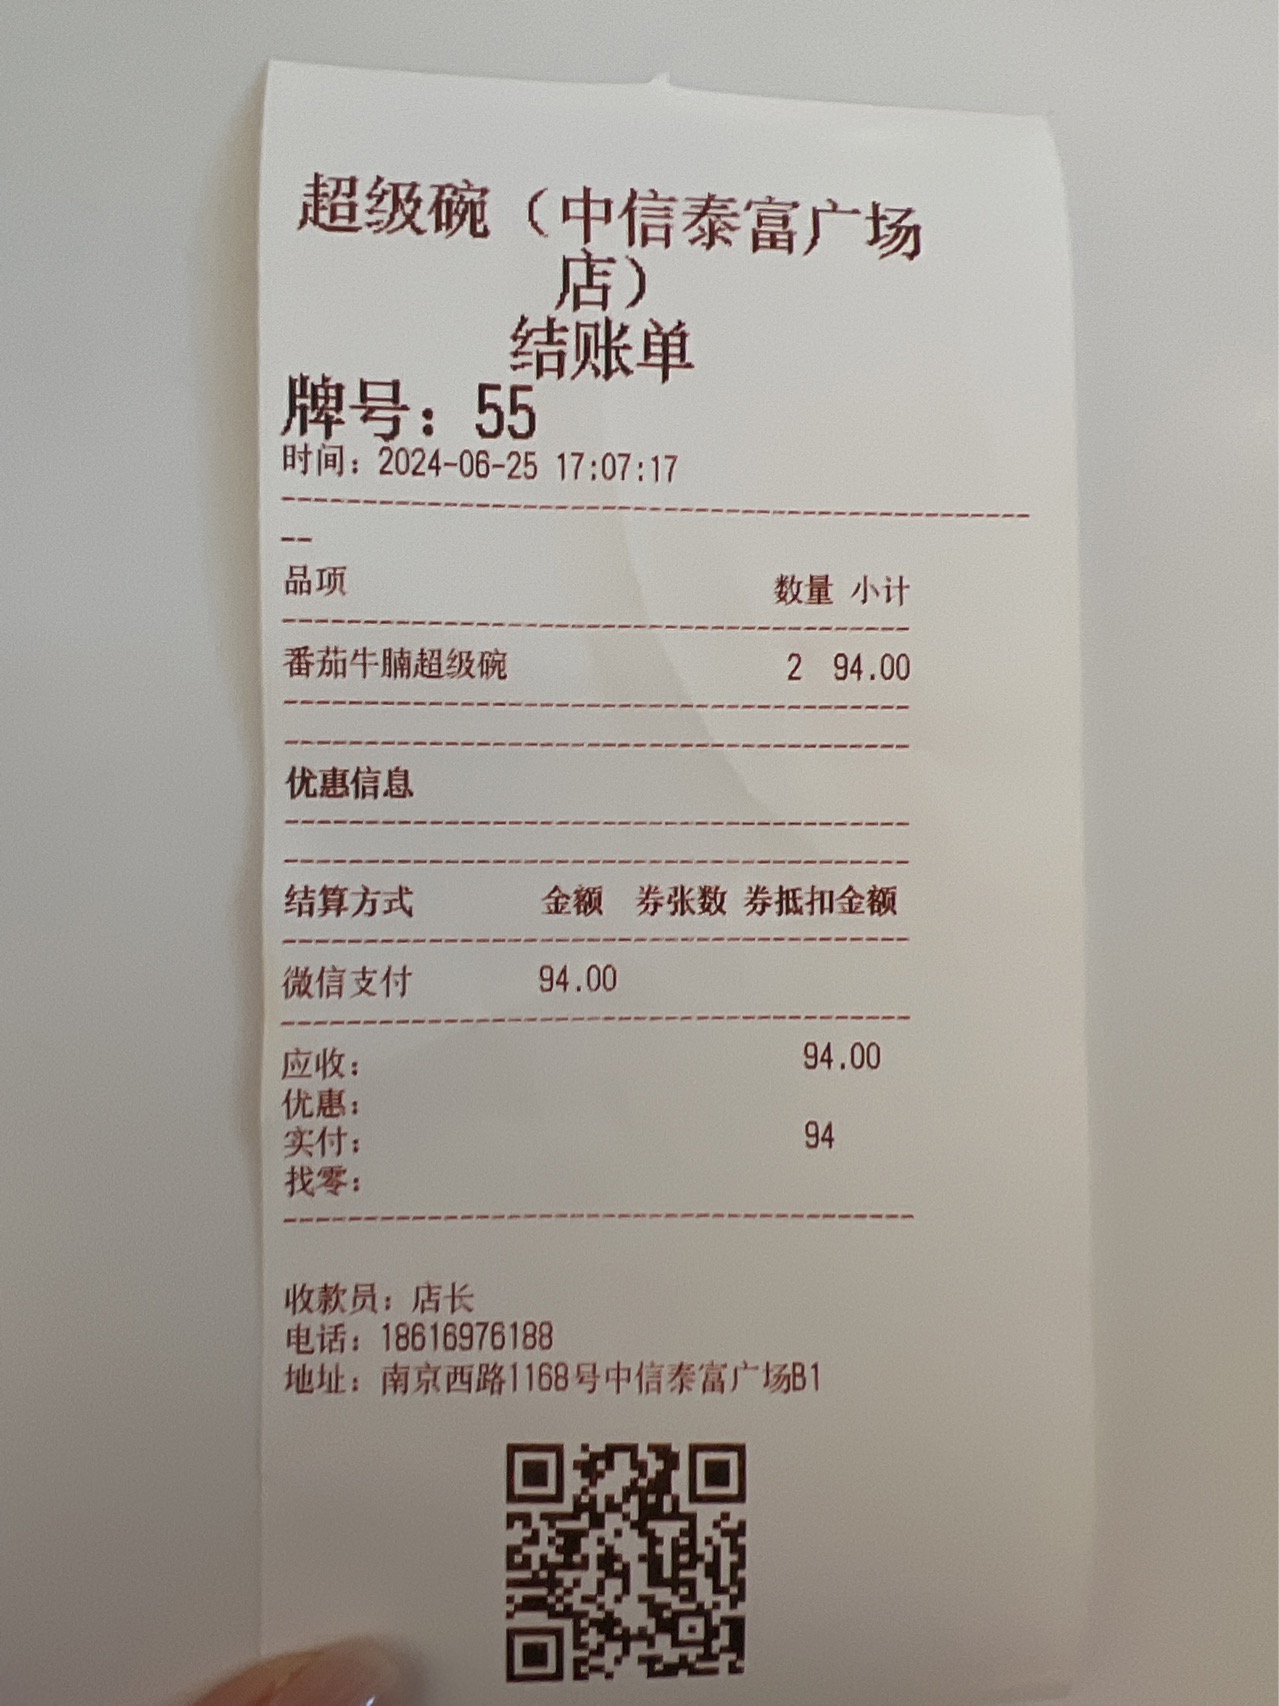 超级碗（中信泰富广场
店）
结账单
牌号：55
时间：2024-06-25 17:07:17
品项 数量 小计
番茄牛腩超级碗 2 94.00
优惠信息
结算方式 金额 券张数 券抵扣金额
微信支付 94.00
应收： 94.00
优惠：
实付： 94
找零：
收款员：店长
电话：18616976188
地址：南京西路1168号中信泰富广场B1